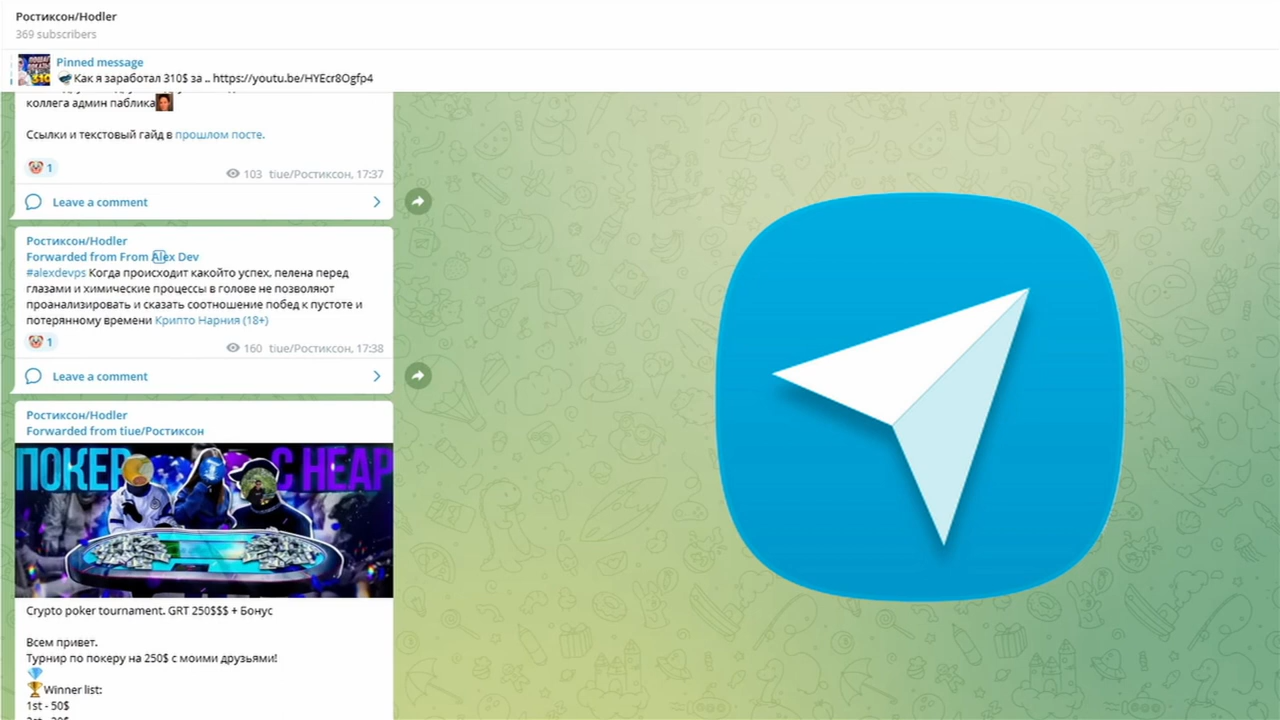 Ростиксон/Hodler
369 subscribers
Pinned message
Как я заработал 310$ за .. https://youtu.be/HYEcr8Ogfp4
коллега админ паблика
Ссылки и текстовый гайд в прошлом посте.
1
103 tiue/Ростиксон, 17:37
Leave a comment
Ростиксон/Hodler
Forwarded from From Alex Dev
#alexdevps Когда происходит какойто успех, пелена перед
глазами и химические процессы в голове не позволяют
проанализировать и сказать соотношение побед к пустоте и
потерянному времени Крипто Нарния (18+)
1
160 tiue/Ростиксон, 17:38
Leave a comment
Ростиксон/Hodler
Forwarded from tiue/Ростиксон
ПОКЕР С НЕАР
Crypto poker tournament. GRT 250$$$ + Бонус
Всем привет.
Турнир по покеру на 250$ с моими друзьями!
Winner list:
1st - 50$